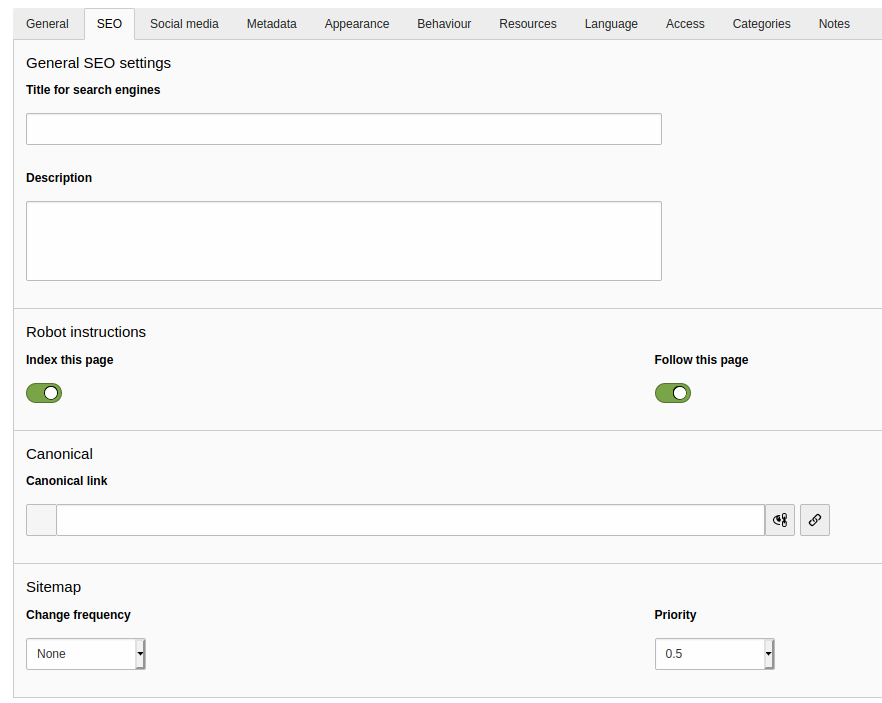 General SEO Social media Metadata Appearance Behaviour Resources Language Access Categories Notes
General SEO settings
Title for search engines
Description
Robot instructions
Index this page Follow this page
Canonical
Canonical link
Sitemap
Change frequency Priority
None 0.5